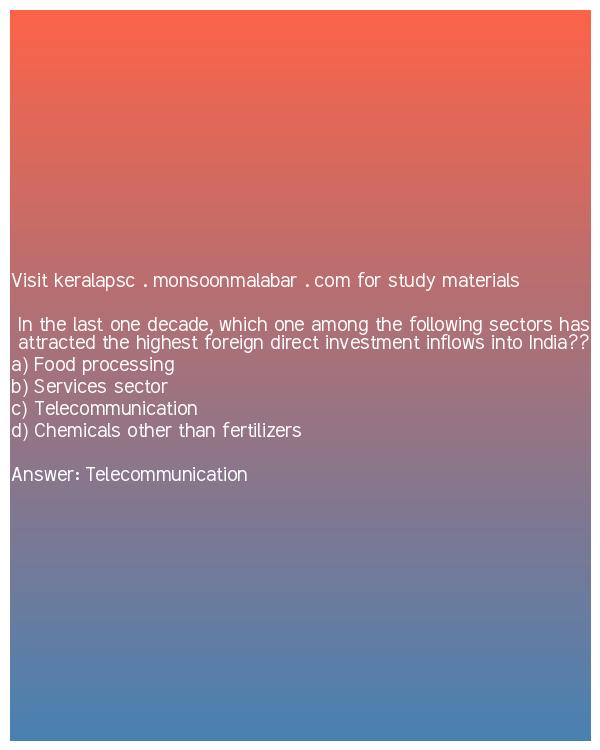 Visit keralapsc . monsoonmalabar . com for study materials
In the last one decade, which one among the following sectors has
attracted the highest foreign direct investment inflows into India??
a) Food processing
b) Services sector
c) Telecommunication
d) Chemicals other than fertilizers
Answer: Telecommunication